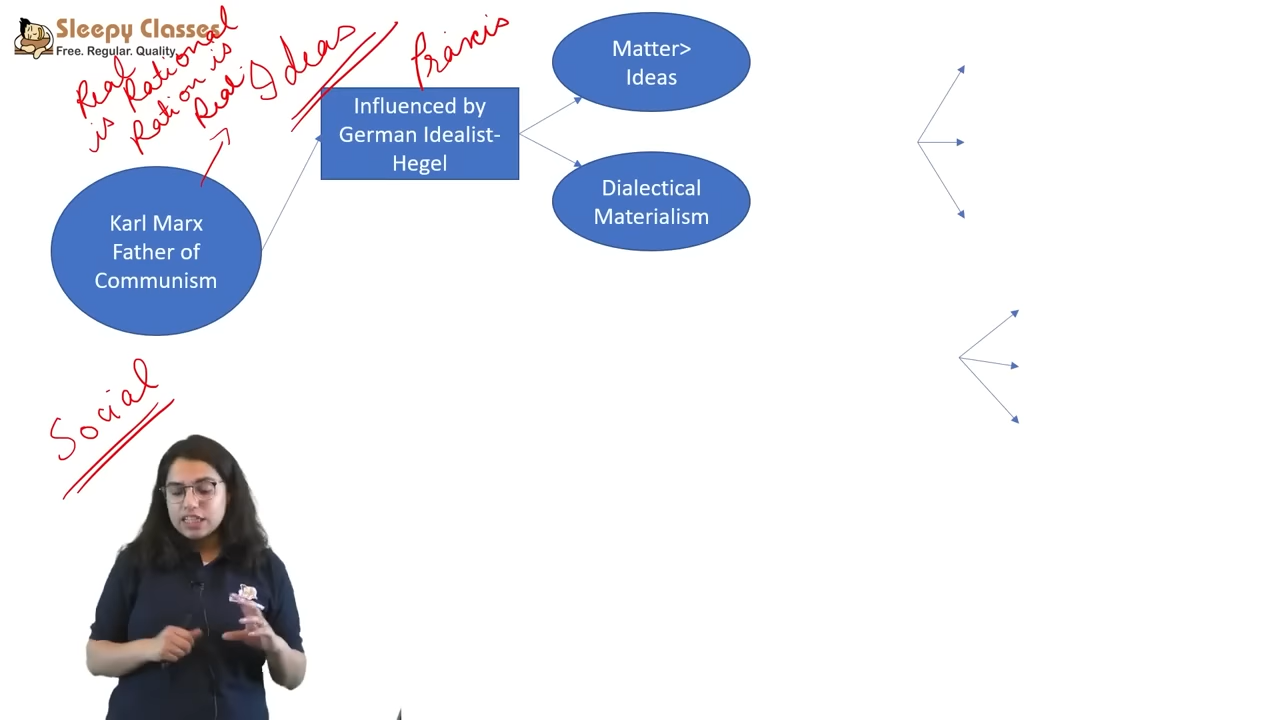 Sleepy Classes
Free. Regular. Quality.
Real
is Rational
Ration is
Real.
Ideas
Francis
Influenced by
German Idealist-
Hegel
Matter>
Ideas
Dialectical
Materialism
Karl Marx
Father of
Communism
Social